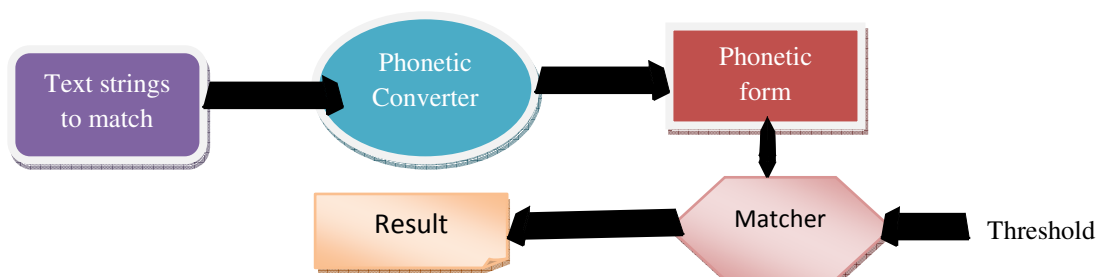 Text strings
to match
Phonetic
Converter
Phonetic
form
Result
Matcher
Threshold